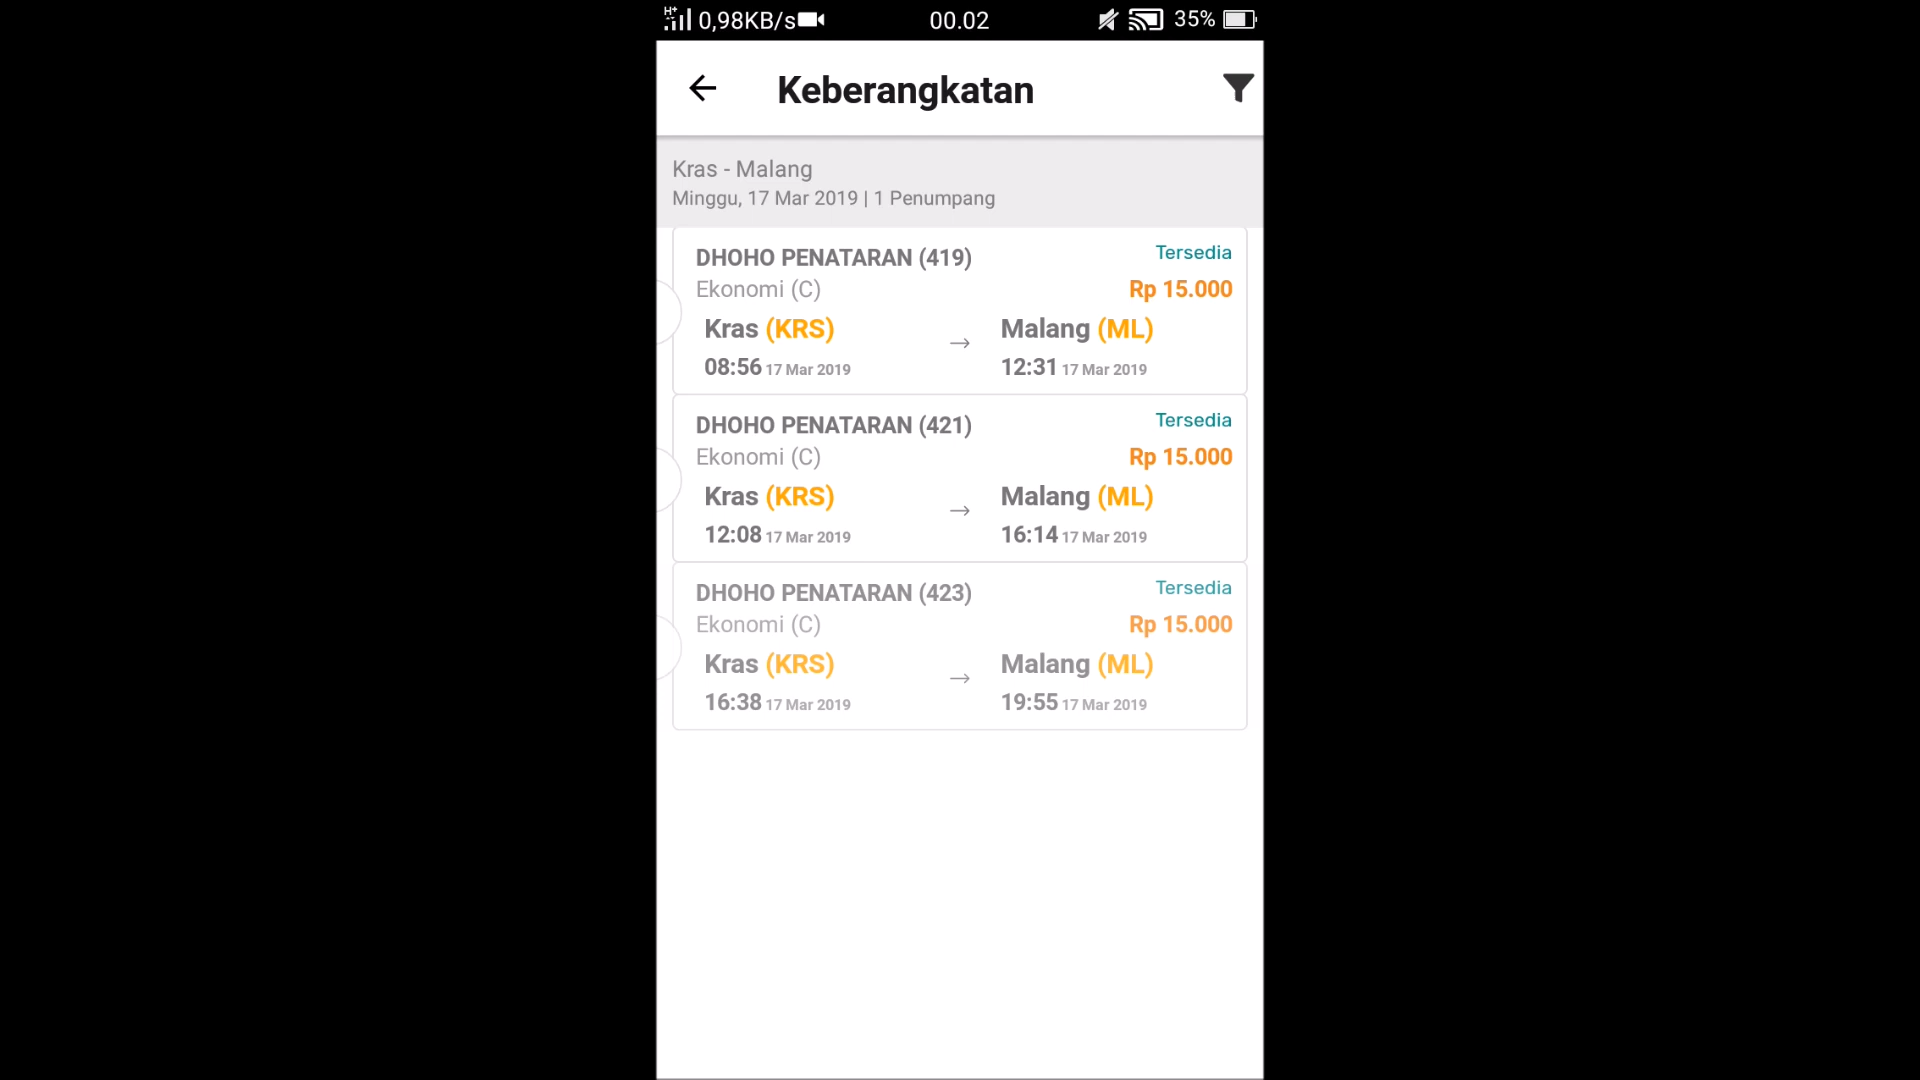 H+ 0,98KB/s 00.02 35%
Keberangkatan
Kras - Malang
Minggu, 17 Mar 2019 | 1 Penumpang
DHOHO PENATARAN (419) Tersedia
Ekonomi (C) Rp 15.000
Kras (KRS) → Malang (ML)
08:56 17 Mar 2019 12:31 17 Mar 2019
DHOHO PENATARAN (421) Tersedia
Ekonomi (C) Rp 15.000
Kras (KRS) → Malang (ML)
12:08 17 Mar 2019 16:14 17 Mar 2019
DHOHO PENATARAN (423) Tersedia
Ekonomi (C) Rp 15.000
Kras (KRS) → Malang (ML)
16:38 17 Mar 2019 19:55 17 Mar 2019